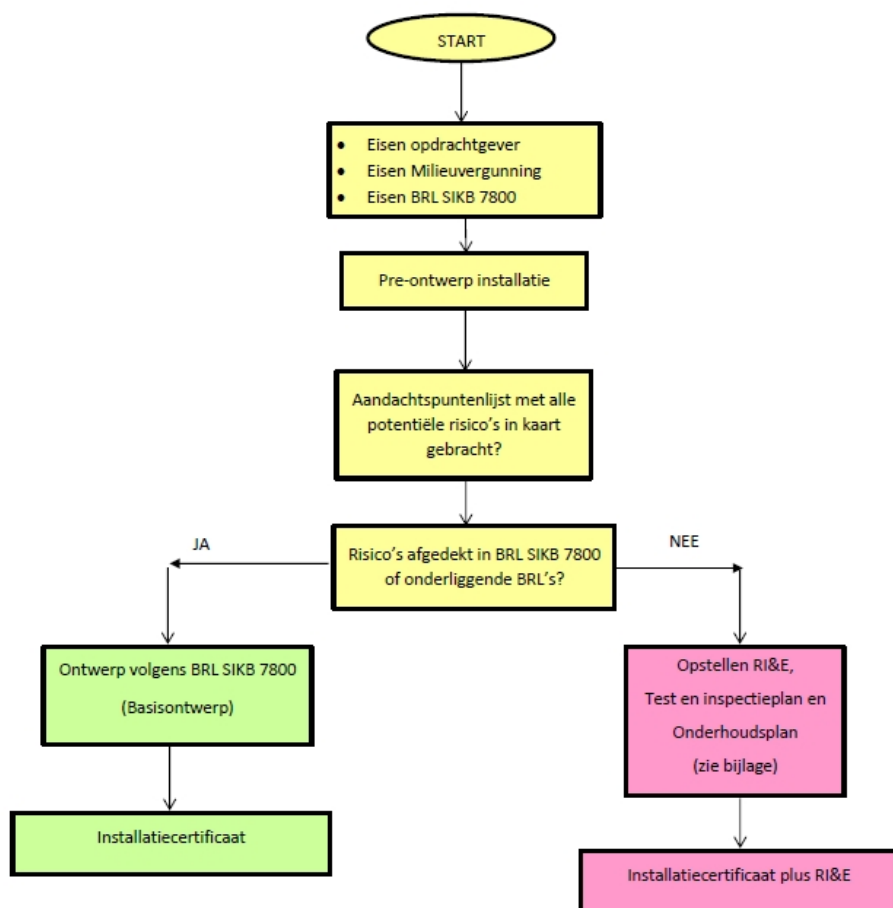 START
• Eisen opdrachtgever
• Eisen Milieuvergunning
• Eisen BRL SIKB 7800
Pre-ontwerp installatie
Aandachtspuntenlijst met alle
potentiële risico's in kaart
gebracht?
Risico's afgedekt in BRL SIKB 7800
of onderliggende BRL's?
JA
NEE
Ontwerp volgens BRL SIKB 7800
(Basisontwerp)
Installatiecertificaat
Opstellen RI&E,
Test en inspectieplan en
Onderhoudsplan
(zie bijlage)
Installatiecertificaat plus RI&E